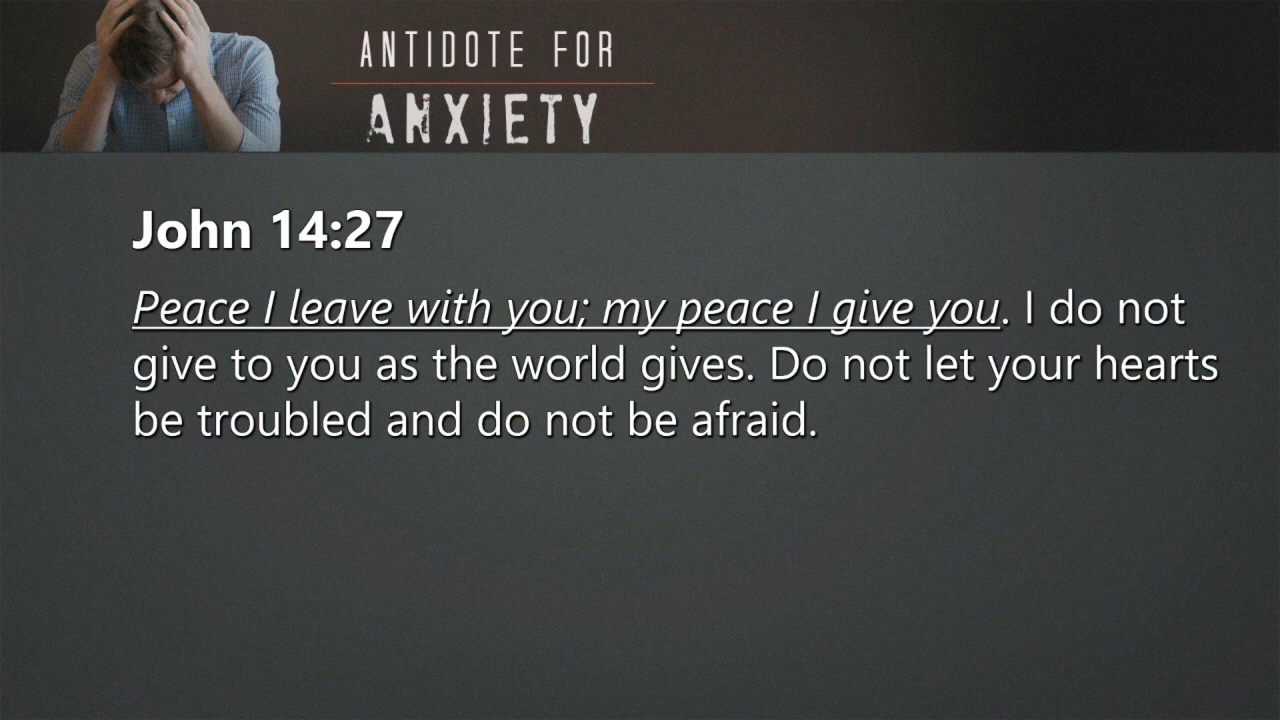 ANTIDOTE FOR
ANXIETY
John 14:27
Peace I leave with you; my peace I give you. I do not
give to you as the world gives. Do not let your hearts
be troubled and do not be afraid.